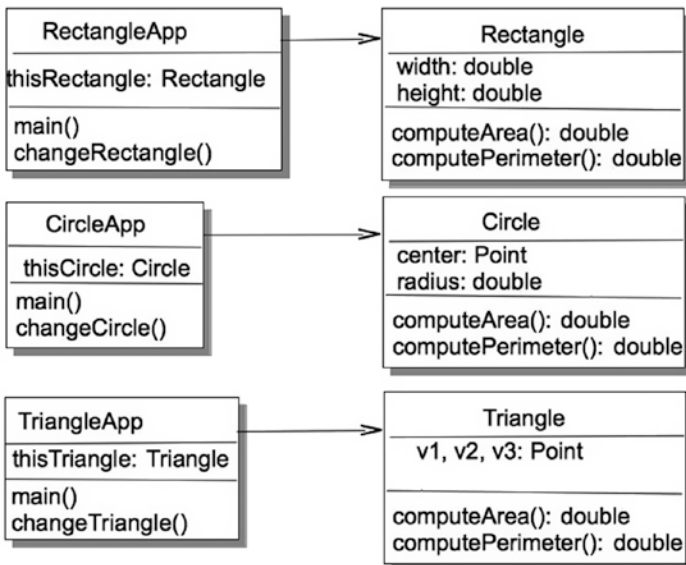 RectangleApp
thisRectangle: Rectangle
main()
changeRectangle()
Rectangle
width: double
height: double
computeArea(): double
computePerimeter(): double
CircleApp
thisCircle: Circle
main()
changeCircle()
Circle
center: Point
radius: double
computeArea(): double
computePerimeter(): double
TriangleApp
thisTriangle: Triangle
main()
changeTriangle()
Triangle
v1, v2, v3: Point
computeArea(): double
computePerimeter(): double